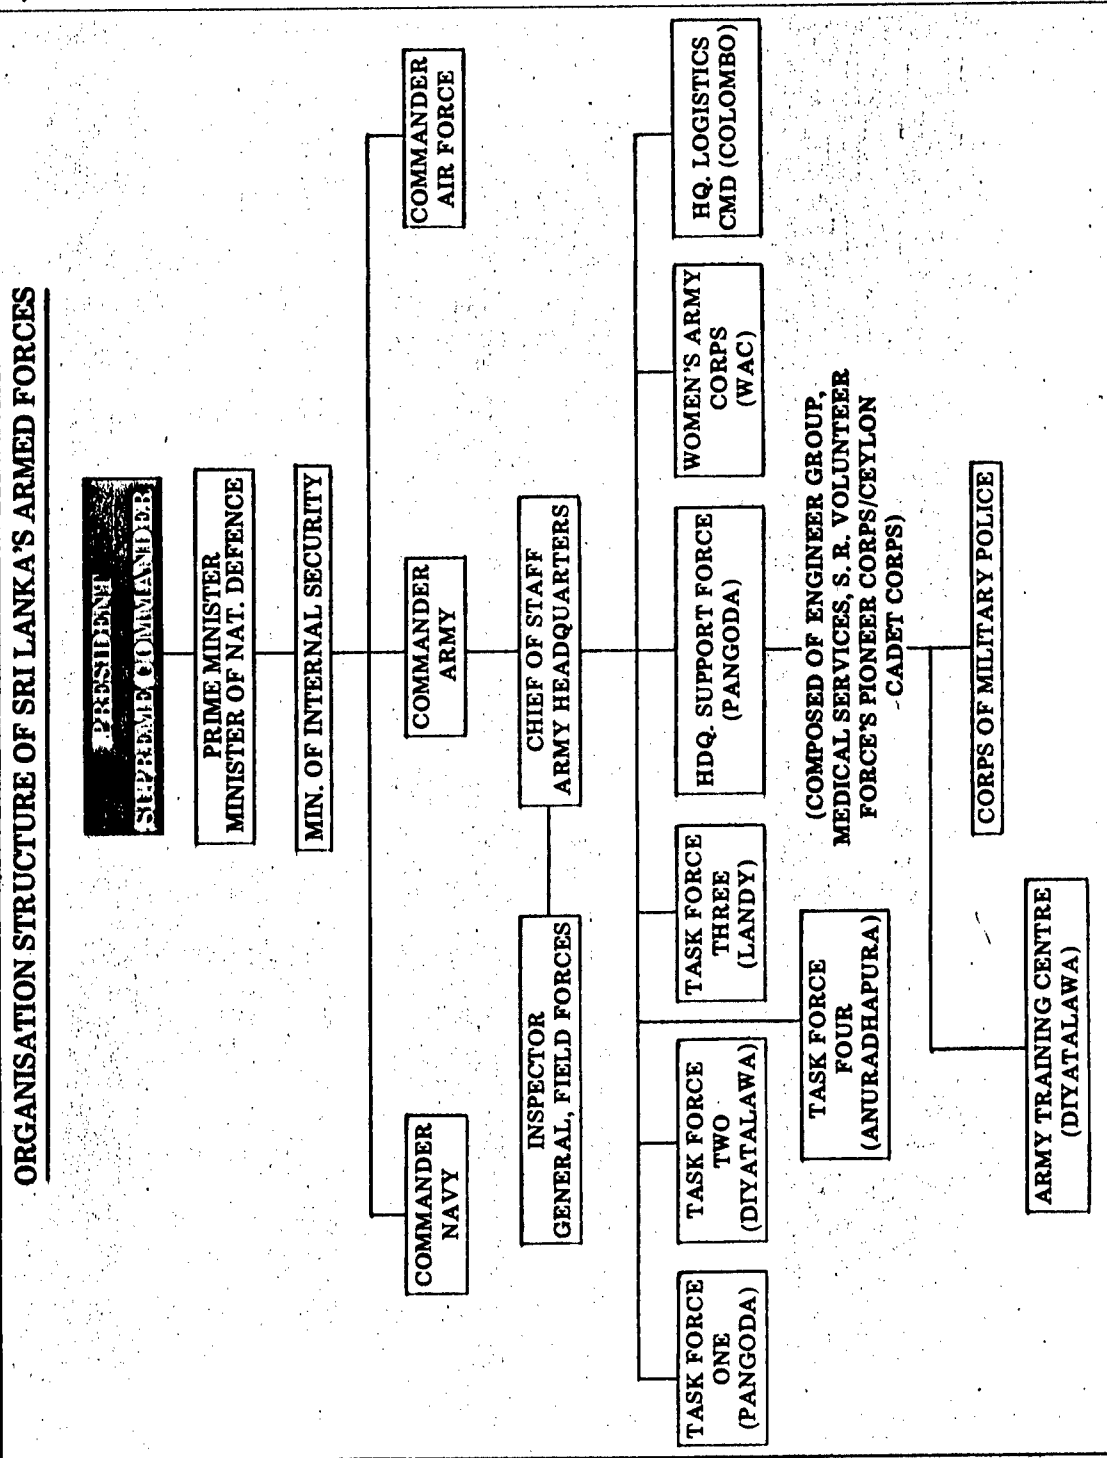 ORGANISATION STRUCTURE OF SRI LANKA'S ARMED FORCES
PRESIDENT
SUPREME COMMANDER
PRIME MINISTER
MINISTER OF NAT. DEFENCE
MIN. OF INTERNAL SECURITY
COMMANDER
NAVY
COMMANDER
ARMY
COMMANDER
AIR FORCE
INSPECTOR
GENERAL, FIELD FORCES
CHIEF OF STAFF
ARMY HEADQUARTERS
TASK FORCE
ONE
(PANGODA)
TASK FORCE
TWO
(DIYATALAWA)
TASK FORCE
THREE
(LANDY)
HDQ. SUPPORT FORCE
(PANGODA)
WOMEN'S ARMY
CORPS
(WAC)
HQ. LOGISTICS
CMD (COLOMBO)
TASK FORCE
FOUR
(ANURADHAPURA)
(COMPOSED OF ENGINEER GROUP,
MEDICAL SERVICES, S. R. VOLUNTEER
FORCE'S PIONEER CORPS/CEYLON
CADET CORPS)
ARMY TRAINING CENTRE
(DIYATALAWA)
CORPS OF MILITARY POLICE